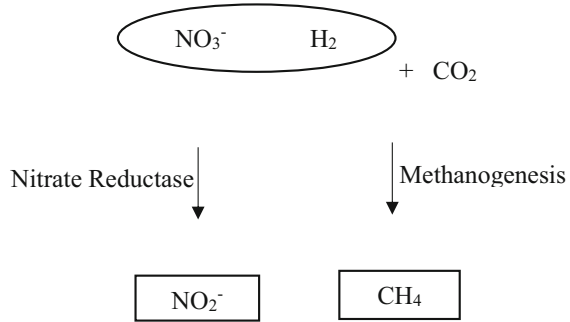 NO₃⁻ H₂
+ CO₂
Nitrate Reductase Methanogenesis
NO₂⁻ CH₄